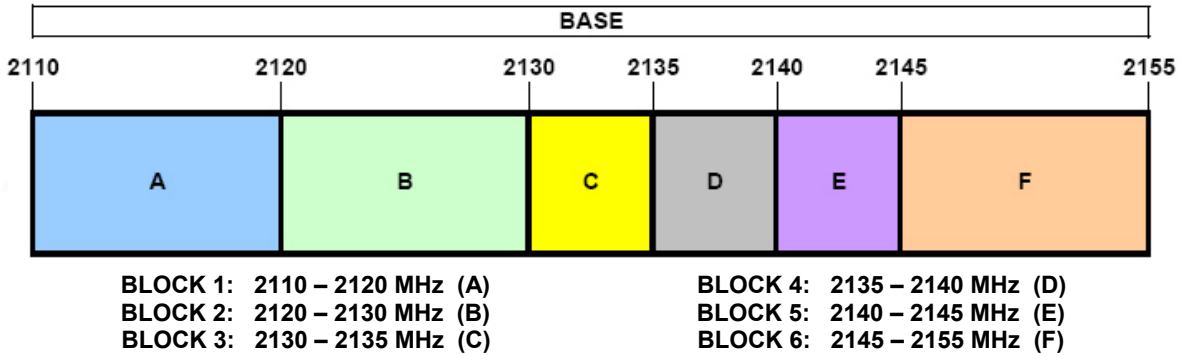 BASE
2110 2120 2130 2135 2140 2145 2155
A B C D E F
BLOCK 1: 2110 – 2120 MHz (A)
BLOCK 2: 2120 – 2130 MHz (B)
BLOCK 3: 2130 – 2135 MHz (C)
BLOCK 4: 2135 – 2140 MHz (D)
BLOCK 5: 2140 – 2145 MHz (E)
BLOCK 6: 2145 – 2155 MHz (F)